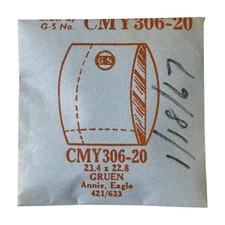 G-S No. CMY306-20
G-S
CMY306-20
23.4 x 22.8
GRUEN
Anniv. Eagle
421/633
1/18/67